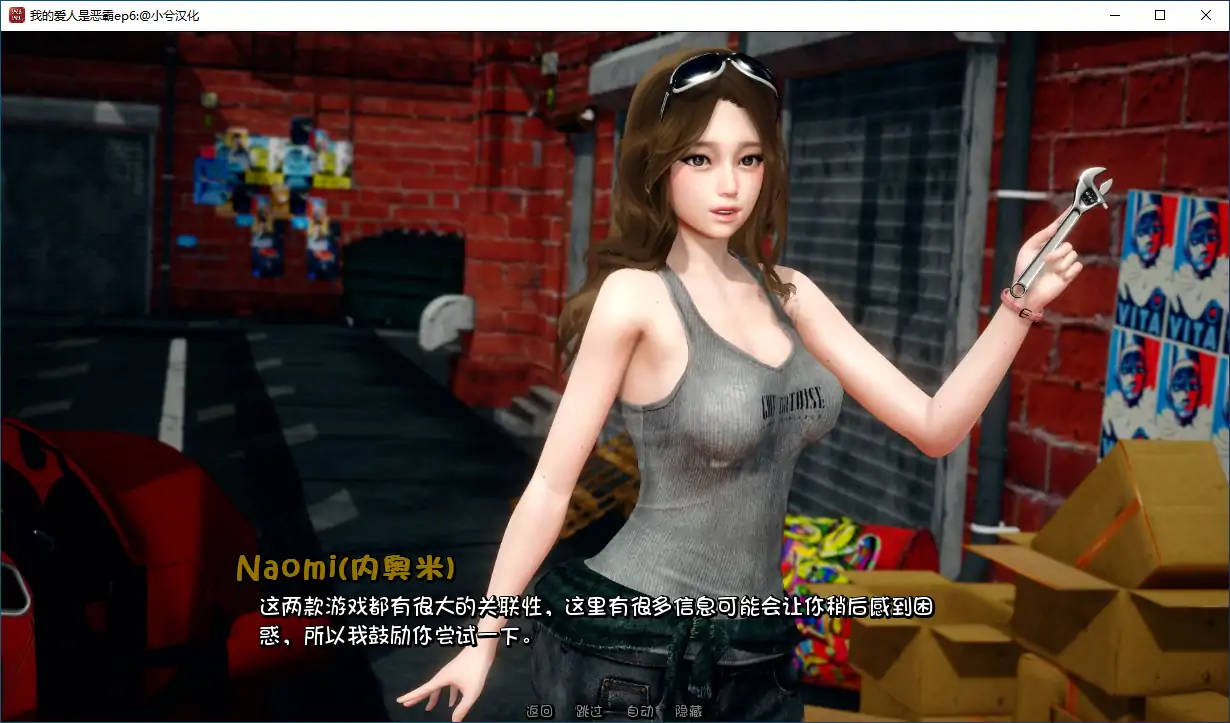 我的爱人是恶霸ep6:@小兮汉化
VITA VITA
Naomi(内奥米)
这两款游戏都有很大的关联性，这里有很多信息可能会让你稍后感到困
惑，所以我鼓励你尝试一下。
返回 跳过 自动 隐藏